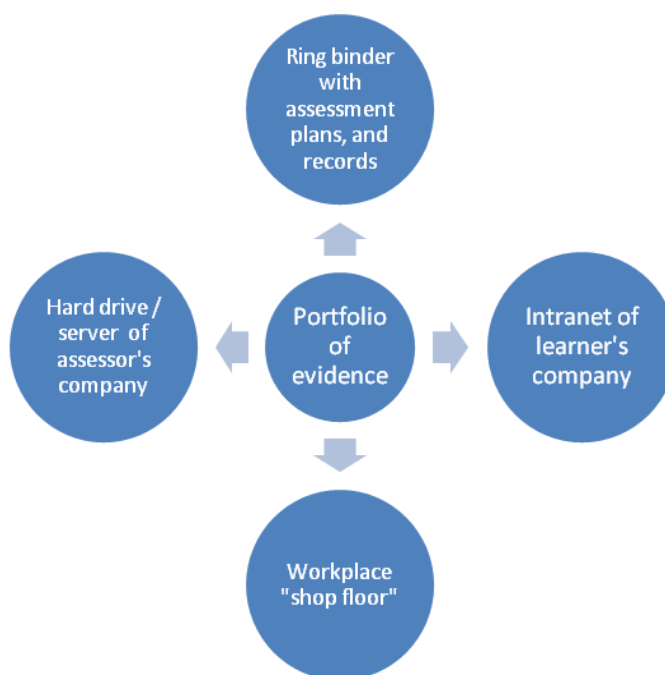 Ring binder
with
assessment
plans, and
records
Hard drive /
server of
assessor's
company
Portfolio
of
evidence
Intranet of
learner's
company
Workplace
"shop floor"